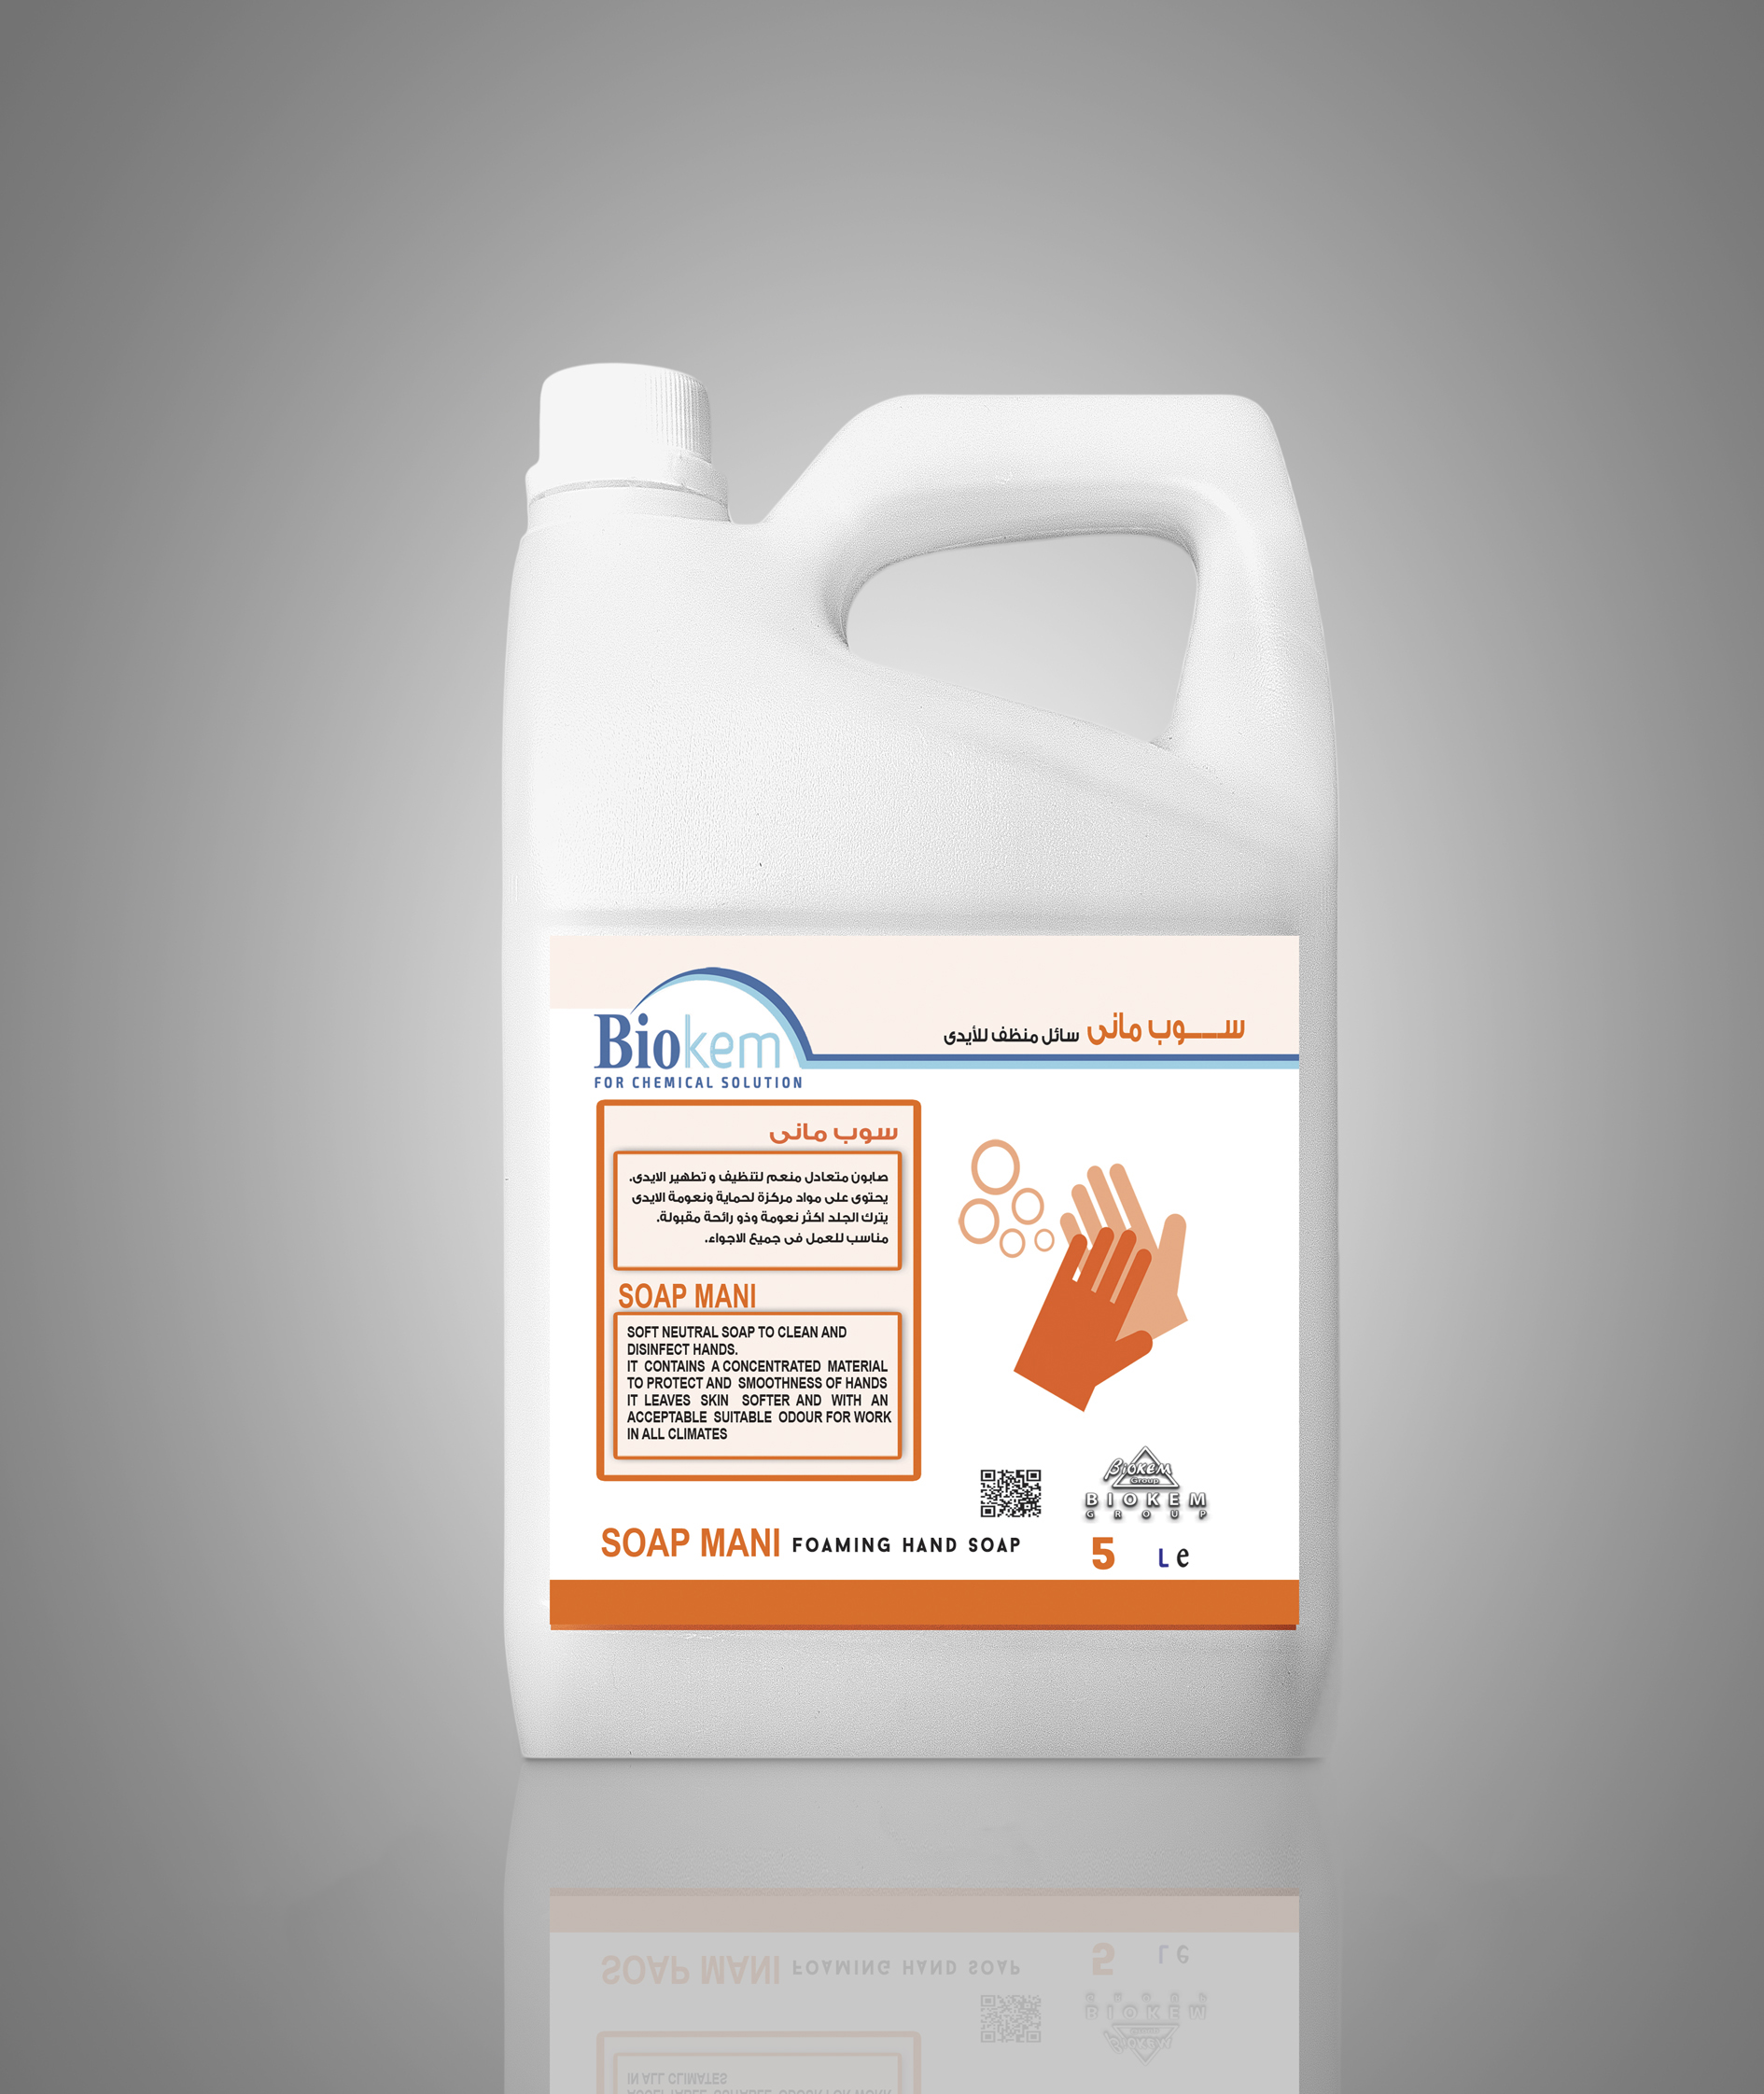 Biokem
FOR CHEMICAL SOLUTION
ســـوب مانى سائل منظف للأيدى
سوب مانى
صابون متعادل منعم لتنظيف و تطهير الايدى.
يحتوى على مواد مركزة لحماية ونعومة الايدى
يترك الجلد اكثر نعومة وذو رائحة مقبولة.
مناسب للعمل فى جميع الاجواء.
SOAP MANI
SOFT NEUTRAL SOAP TO CLEAN AND
DISINFECT HANDS.
IT CONTAINS A CONCENTRATED MATERIAL
TO PROTECT AND SMOOTHNESS OF HANDS
IT LEAVES SKIN SOFTER AND WITH AN
ACCEPTABLE SUITABLE ODOUR FOR WORK
IN ALL CLIMATES
Biokem
Group
BIOKEM
GROUP
SOAP MANI FOAMING HAND SOAP
5 L e